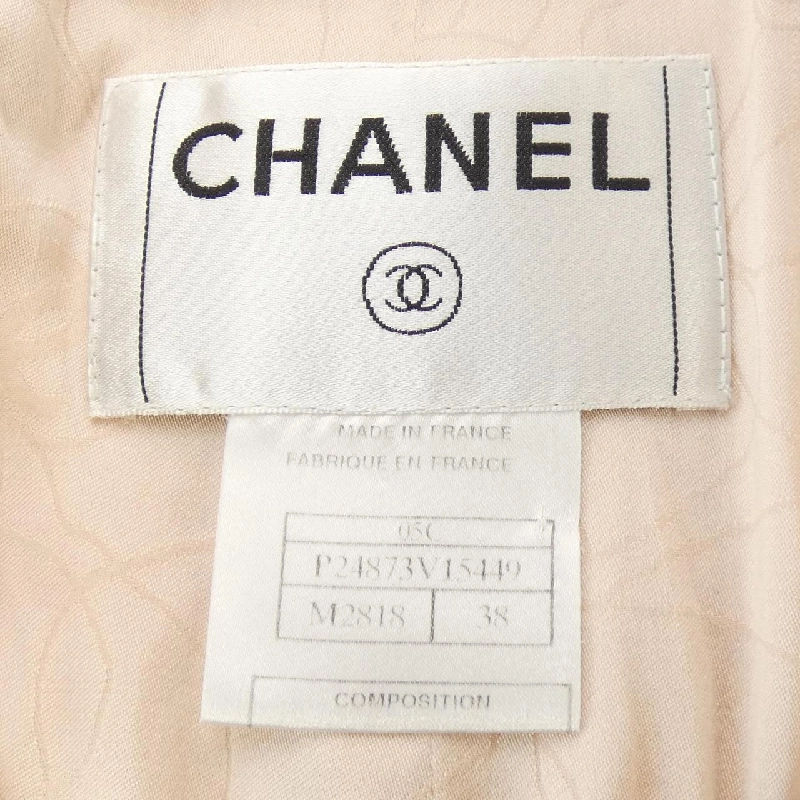 CHANEL
MADE IN FRANCE
FABRIQUE EN FRANCE
05C
P24873V15449
M2818 38
COMPOSITION